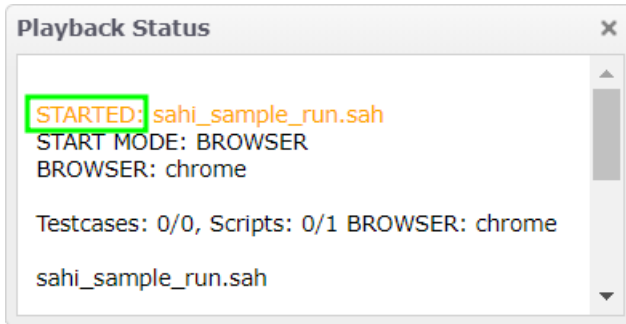 Playback Status
STARTED: sahi_sample_run.sah
START MODE: BROWSER
BROWSER: chrome
Testcases: 0/0, Scripts: 0/1 BROWSER: chrome
sahi_sample_run.sah